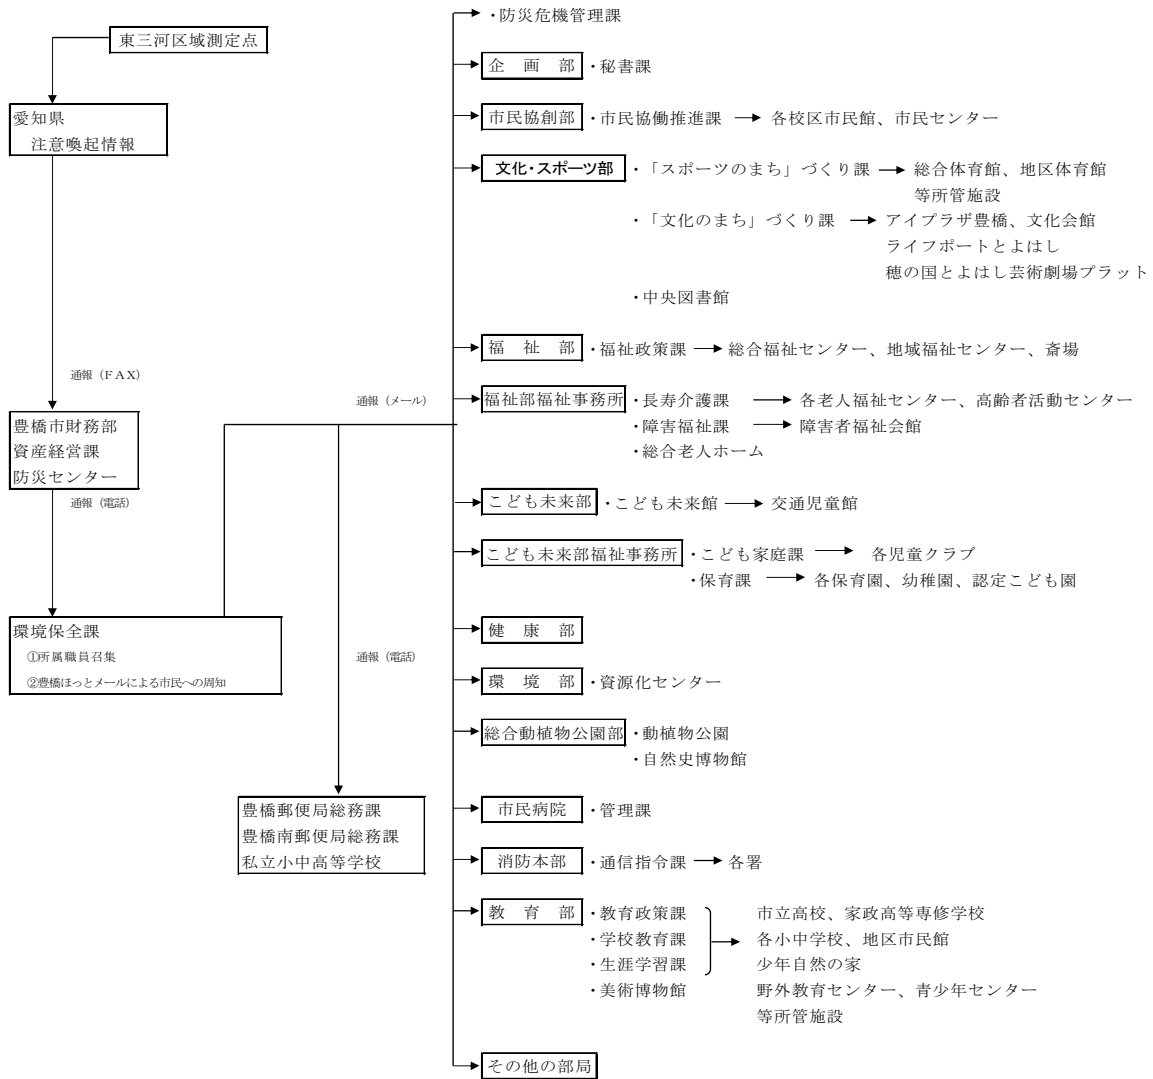 東三河区域測定点
愛知県
注意喚起情報
通報（ＦＡＸ）
豊橋市財務部
資産経営課
防災センター
通報（電話）
環境保全課
①所属職員召集
②豊橋ほっとメールによる市民への周知
通報（メール）
通報（電話）
豊橋郵便局総務課
豊橋南郵便局総務課
私立小中高等学校
・防災危機管理課
企　画　部 ・秘書課
市民協創部 ・市民協働推進課 → 各校区市民館、市民センター
文化・スポーツ部 ・「スポーツのまち」づくり課 → 総合体育館、地区体育館
等所管施設
・「文化のまち」づくり課 → アイプラザ豊橋、文化会館
ライフポートとよはし
穂の国とよはし芸術劇場プラット
・中央図書館
福　祉　部 ・福祉政策課 → 総合福祉センター、地域福祉センター、斎場
福祉部福祉事務所 ・長寿介護課 → 各老人福祉センター、高齢者活動センター
・障害福祉課 → 障害者福祉会館
・総合老人ホーム
こども未来部 ・こども未来館 → 交通児童館
こども未来部福祉事務所 ・こども家庭課 → 各児童クラブ
・保育課 → 各保育園、幼稚園、認定こども園
健　康　部
環　境　部 ・資源化センター
総合動植物公園部 ・動植物公園
・自然史博物館
市民病院 ・管理課
消防本部 ・通信指令課 → 各署
教　育　部 ・教育政策課 市立高校、家政高等専修学校
・学校教育課 → 各小中学校、地区市民館
・生涯学習課 少年自然の家
・美術博物館 野外教育センター、青少年センター
等所管施設
その他の部局